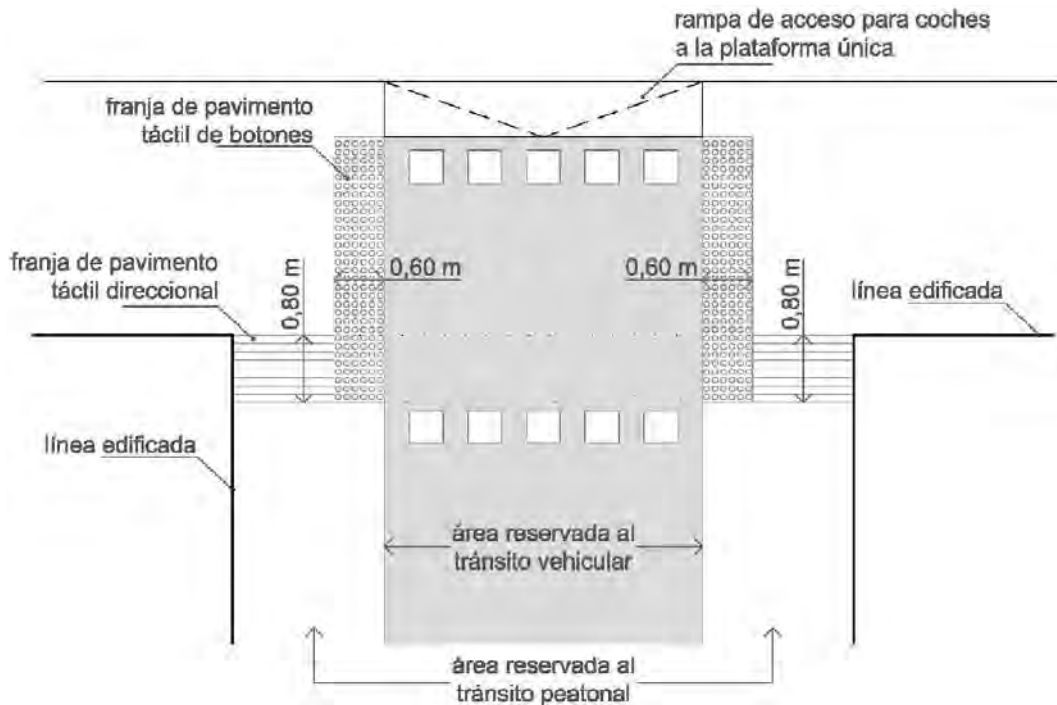 rampa de acceso para coches
a la plataforma única
franja de pavimento
táctil de botones
franja de pavimento
táctil direccional
0,80 m
0,60 m
0,60 m
0,80 m
línea edificada
línea edificada
área reservada al
tránsito vehicular
área reservada al
tránsito peatonal